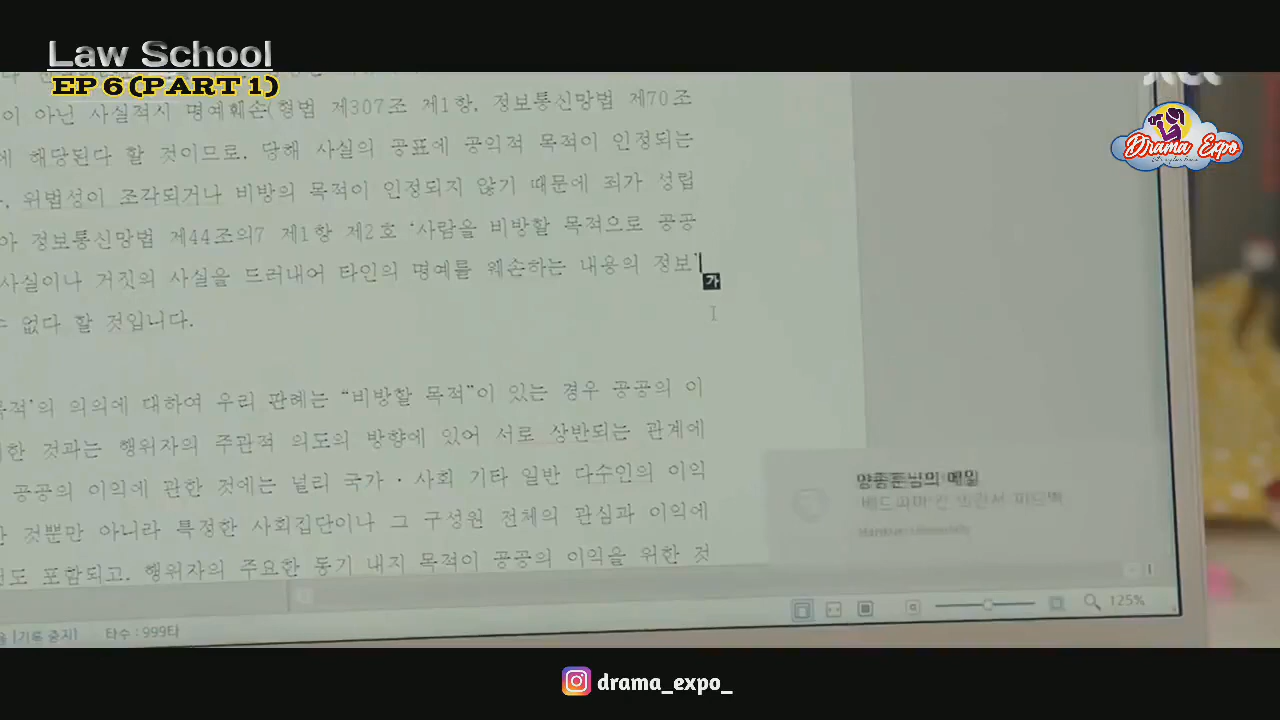 Law School
EP 6 (PART 1)
이 아닌 사실적시 명예훼손(형법 제307조 제1항, 정보통신망법 제70조
에 해당된다 할 것이므로, 당해 사실의 공표에 공익적 목적이 인정되는
, 위법성이 조각되거나 비방의 목적이 인정되지 않기 때문에 죄가 성립
아 정보통신망법 제44조의7 제1항 제2호 ‘사람을 비방할 목적으로 공공
사실이나 거짓의 사실을 드러내어 타인의 명예를 훼손하는 내용의 정보’
가
없다 할 것입니다.
목적’의 의의에 대하여 우리 판례는 “비방할 목적”이 있는 경우 공공의 이
한 것과는 행위자의 주관적 의도의 방향에 있어 서로 상반되는 관계에
공공의 이익에 관한 것에는 널리 국가 · 사회 기타 일반 다수인의 이익
것뿐만 아니라 특정한 사회집단이나 그 구성원 전체의 관심과 이익에
도 포함되고, 행위자의 주요한 동기 내지 목적이 공공의 이익을 위한 것
양종훈님의 메일
[기록 중지] 타수 : 999타
125%
Drama Expo
drama_expo_